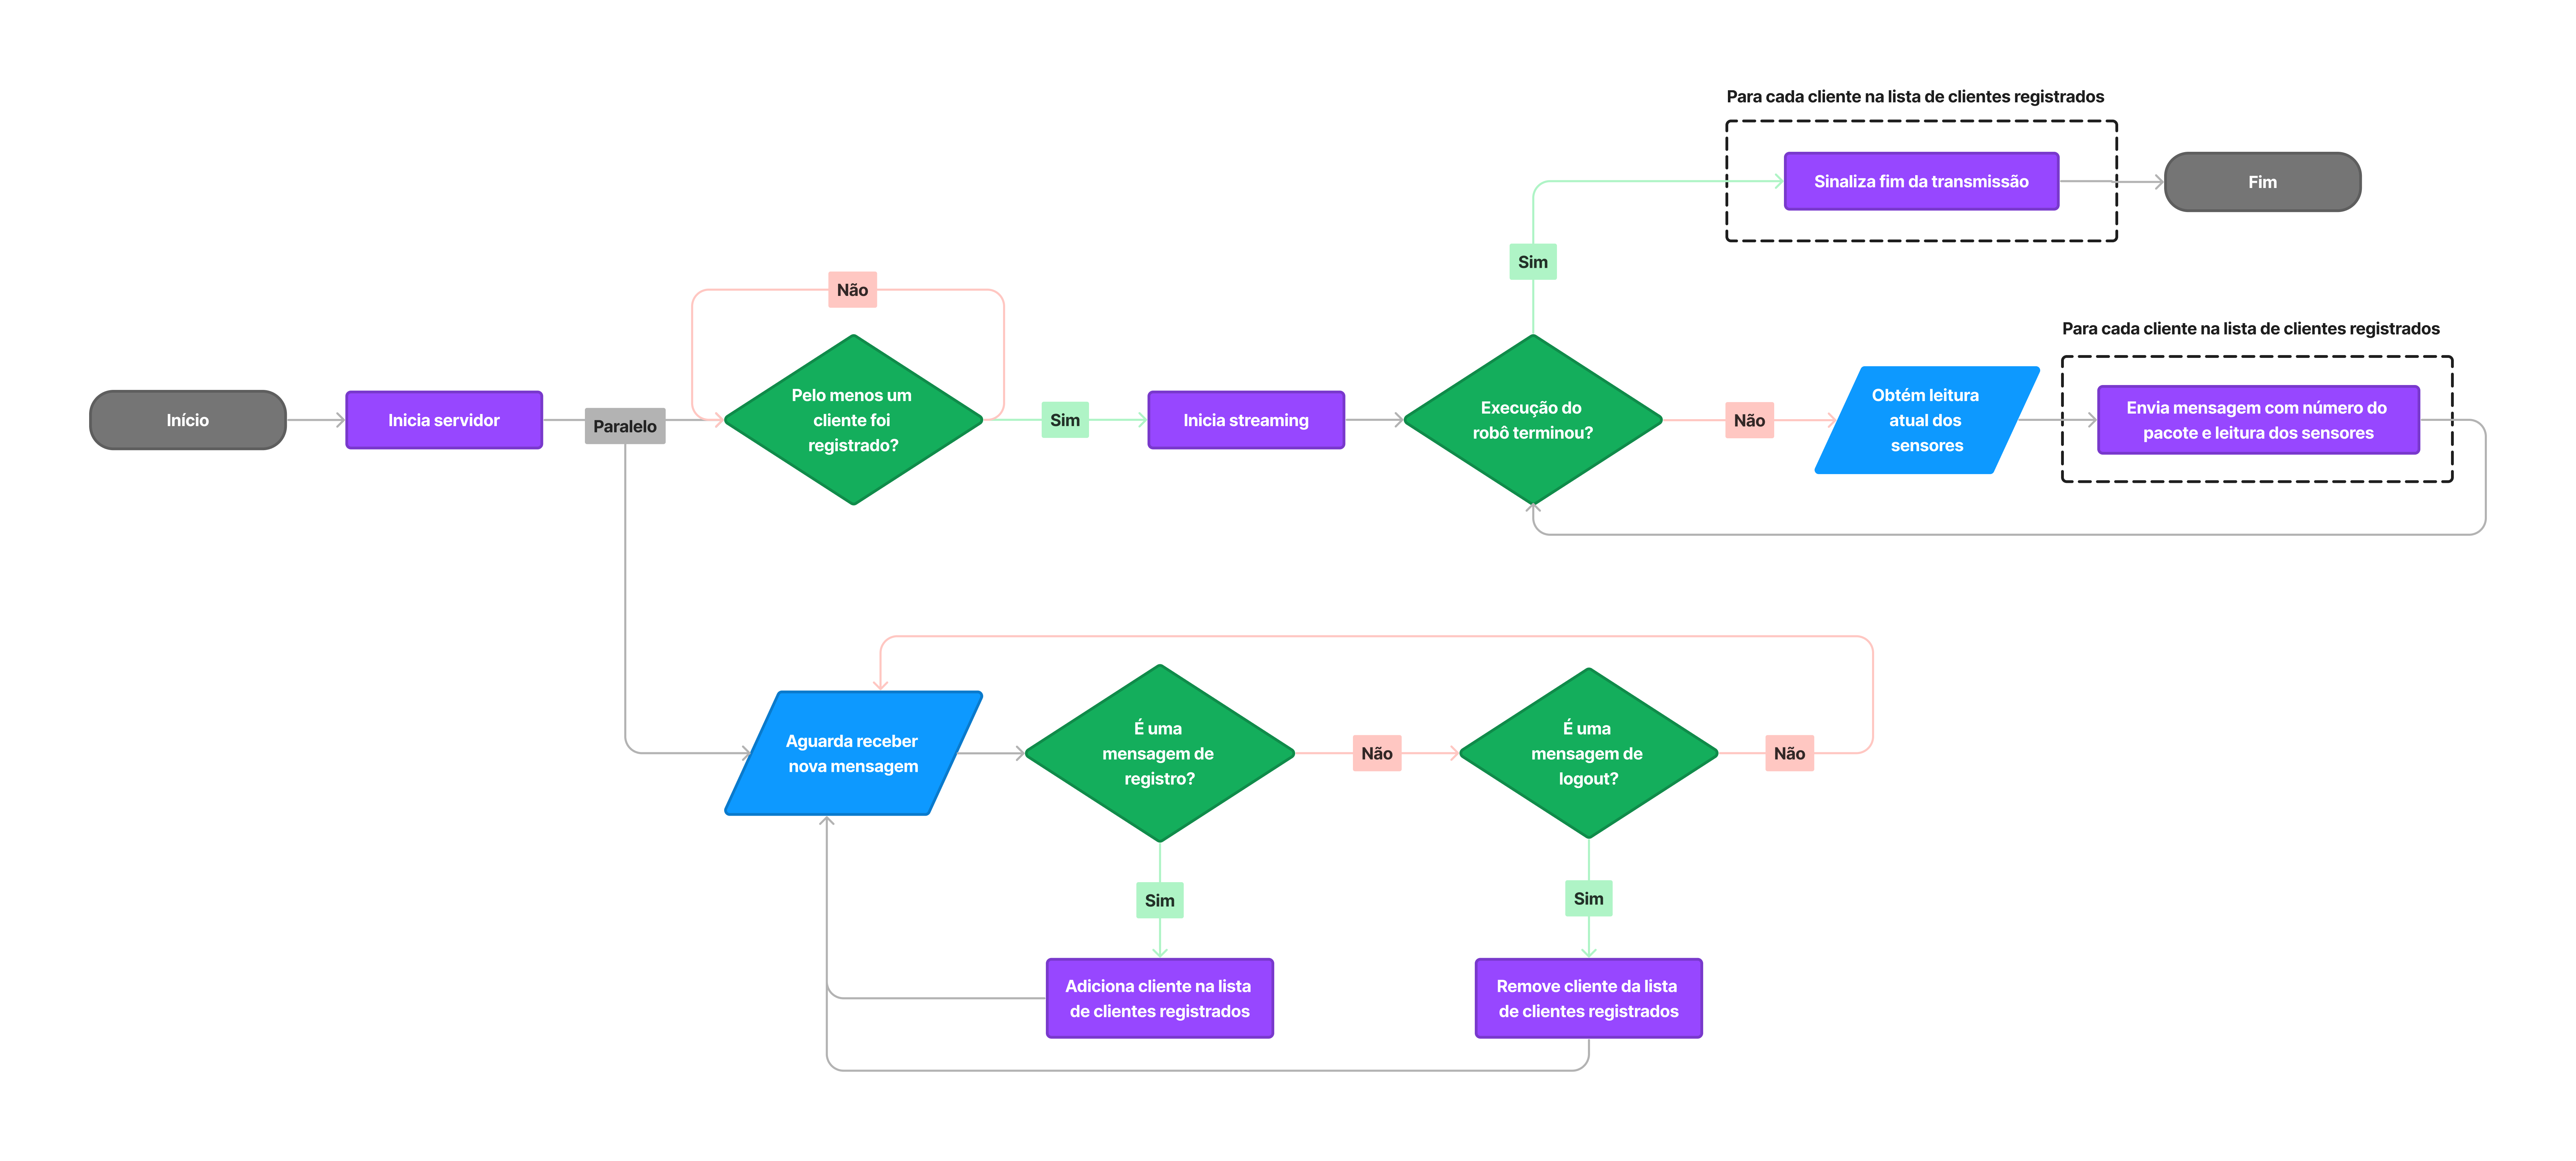 Para cada cliente na lista de clientes registrados
Sinaliza fim da transmissão
Fim
Sim
Não
Para cada cliente na lista de clientes registrados
Início
Inicia servidor
Paralelo
Pelo menos um
cliente foi
registrado?
Sim
Inicia streaming
Execução do
robô terminou?
Não
Obtém leitura
atual dos
sensores
Envia mensagem com número do
pacote e leitura dos sensores
Aguarda receber
nova mensagem
É uma
mensagem de
registro?
Não
É uma
mensagem de
logout?
Não
Sim
Sim
Adiciona cliente na lista
de clientes registrados
Remove cliente da lista
de clientes registrados